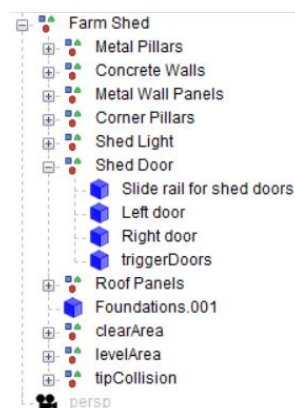 Farm Shed
Metal Pillars
Concrete Walls
Metal Wall Panels
Corner Pillars
Shed Light
Shed Door
Slide rail for shed doors
Left door
Right door
triggerDoors
Roof Panels
Foundations.001
clearArea
levelArea
tipCollision
persp